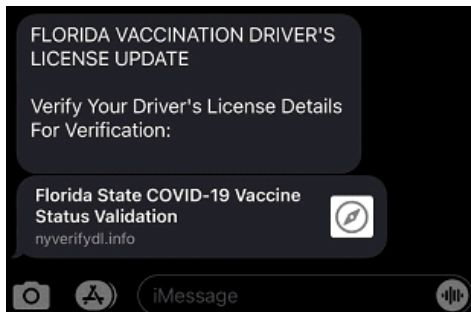 FLORIDA VACCINATION DRIVER'S
LICENSE UPDATE
Verify Your Driver's License Details
For Verification:
Florida State COVID-19 Vaccine
Status Validation
nyverifydl.info
iMessage